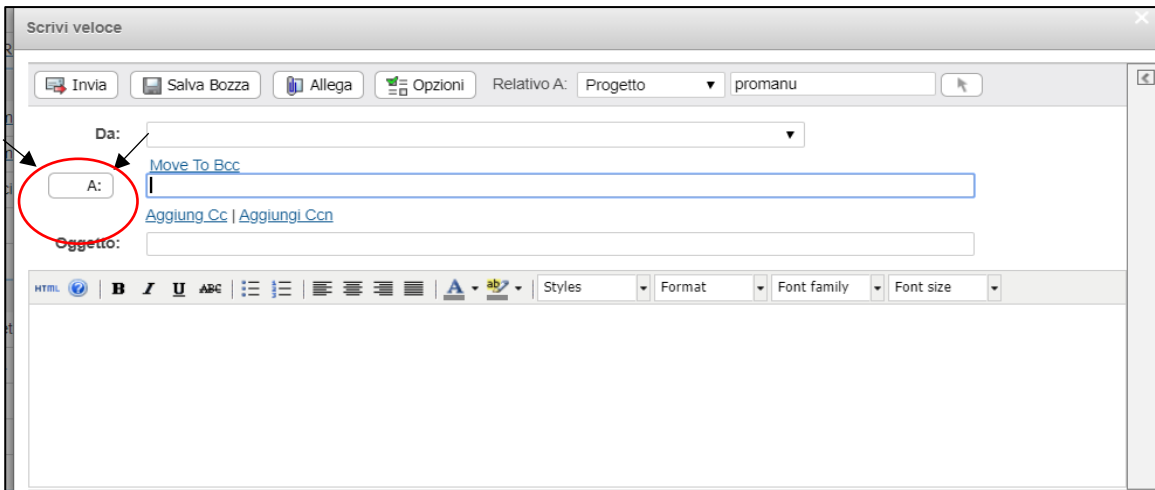 Scrivi veloce
Invia Salva Bozza Allega Opzioni Relativo A: Progetto promanu
Da:
Move To Bcc
A:
Aggiung Cc | Aggiungi Ccn
Oggetto:
HTML B I U ABC A ab Styles Format Font family Font size